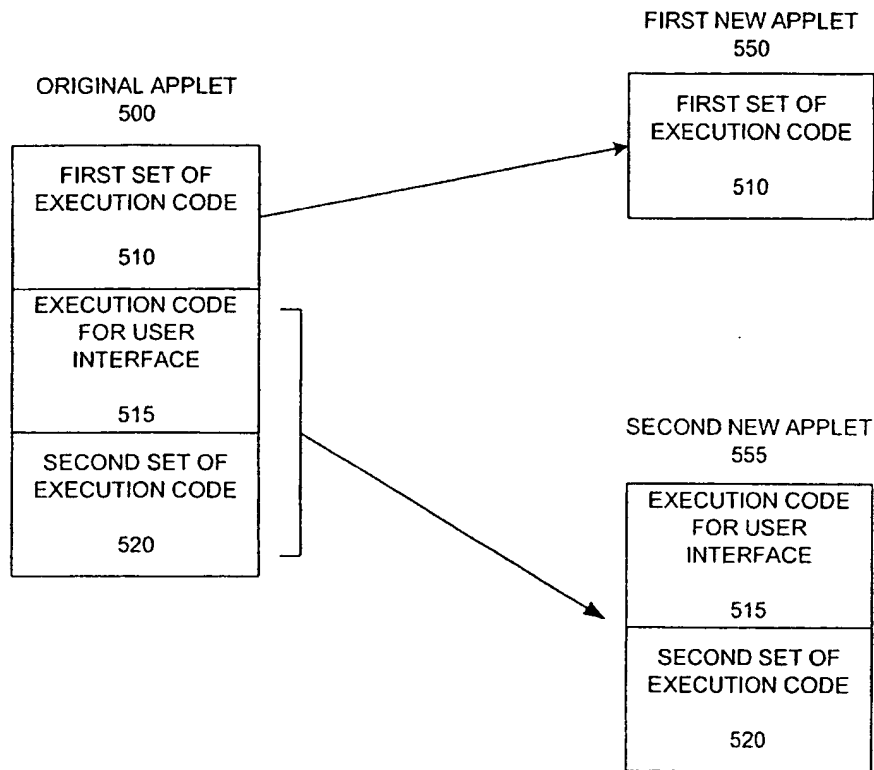 ORIGINAL APPLET
500
FIRST SET OF
EXECUTION CODE
510
EXECUTION CODE
FOR USER
INTERFACE
515
SECOND SET OF
EXECUTION CODE
520
FIRST NEW APPLET
550
FIRST SET OF
EXECUTION CODE
510
SECOND NEW APPLET
555
EXECUTION CODE
FOR USER
INTERFACE
515
SECOND SET OF
EXECUTION CODE
520